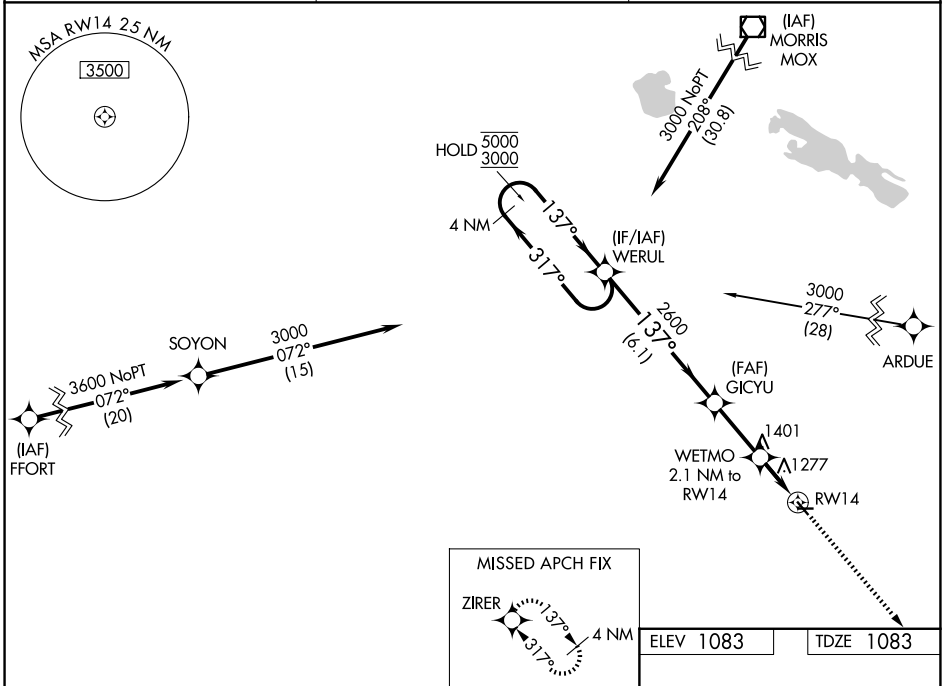 MSA RW14 25 NM
3500
(IAF)
MORRIS
MOX
3000 NoPT
208°
(30.8)
HOLD 5000
3000
4 NM
137°
317°
(IF/IAF)
WERUL
2600
137°
(6.1)
3000
277°
(28)
ARDUE
SOYON
3000
072°
(15)
3600 NoPT
072°
(20)
(IAF)
FFORT
(FAF)
GICYU
1401
WETMO
2.1 NM to
RW14
1277
RW14
MISSED APCH FIX
ZIRER
137°
317°
4 NM
ELEV 1083
TDZE 1083